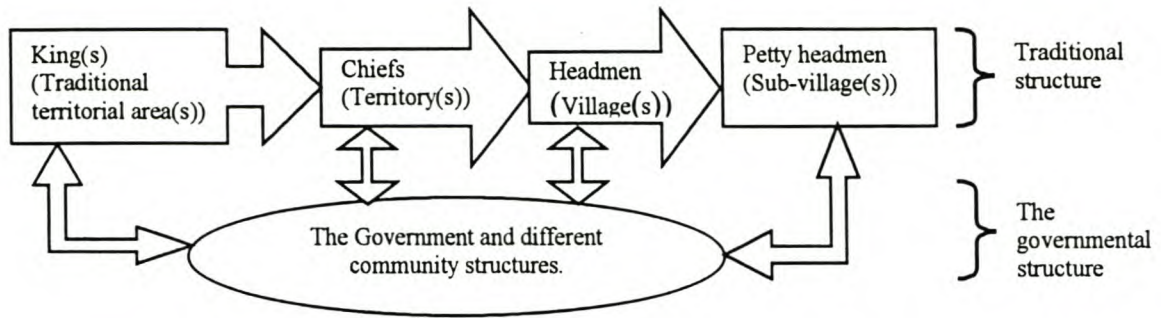 King(s)
(Traditional
territorial area(s))
Chiefs
(Territory(s))
Headmen
(Village(s))
Petty headmen
(Sub-village(s))
Traditional
structure
The Government and different
community structures.
The
governmental
structure